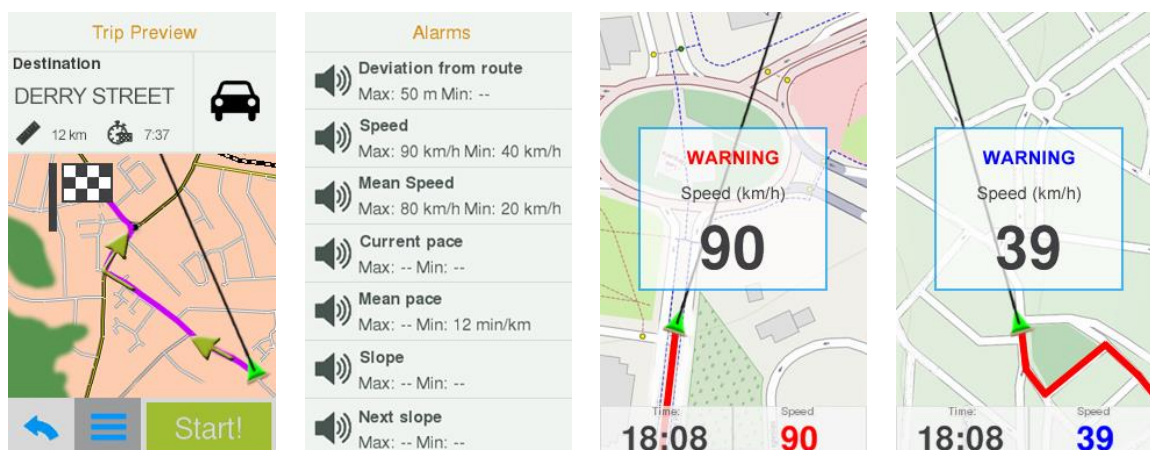 Trip Preview
Destination
DERRY STREET
12 km 7:37
Start!
Alarms
Deviation from route
Max: 50 m Min: --
Speed
Max: 90 km/h Min: 40 km/h
Mean Speed
Max: 80 km/h Min: 20 km/h
Current pace
Max: -- Min: --
Mean pace
Max: -- Min: 12 min/km
Slope
Max: -- Min: --
Next slope
Max: -- Min: --
WARNING
Speed (km/h)
90
Time: Speed
18:08 90
WARNING
Speed (km/h)
39
Time: Speed
18:08 39